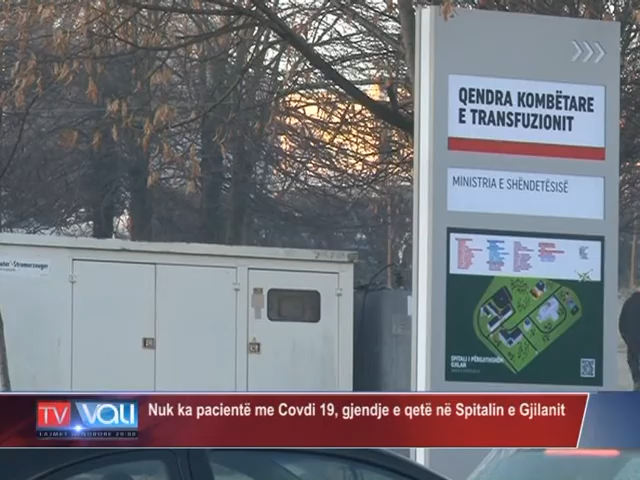 QENDRA KOMBËTARE
E TRANSFUZIONIT
MINISTRIA E SHËNDETËSISË
SPITALI I PËRGJITHSHËM
GJILAN
TV VALI
Nuk ka pacientë me Covdi 19, gjendje e qetë në Spitalin e Gjilanit